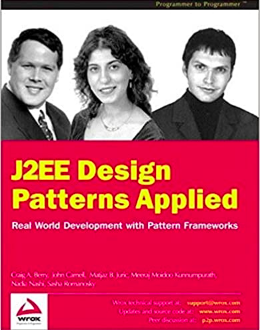 Programmer to Programmer™
J2EE Design
Patterns Applied
Real World Development with Pattern Frameworks
Craig A. Berry, John Carnell, Matjaz B. Juric, Meeraj Moidoo Kunnumpurath,
Nadia Nashi, Sasha Romanosky
wrox
Wrox technical support at: support@wrox.com
Updates and source code at: www.wrox.com
Peer discussion at: p2p.wrox.com